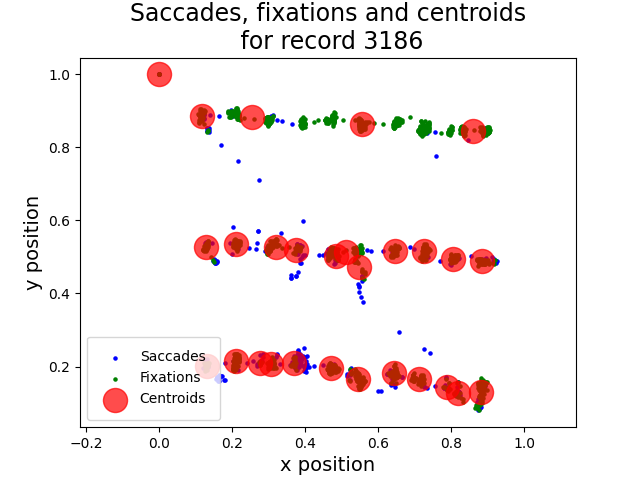 Saccades, fixations and centroids
for record 3186
1.0
0.8
0.6
0.4
0.2
y position
Saccades
Fixations
Centroids
−0.2
0.0
0.2
0.4
0.6
0.8
1.0
x position